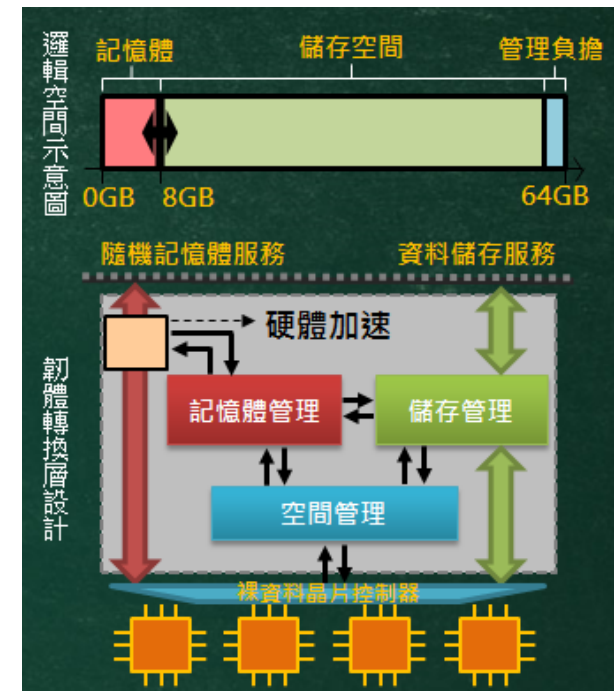 邏輯空間示意圖
記憶體
儲存空間
管理負擔
0GB
8GB
64GB
隨機記憶體服務
資料儲存服務
韌體轉換層設計
硬體加速
記憶體管理
儲存管理
空間管理
裸資料晶片控制器